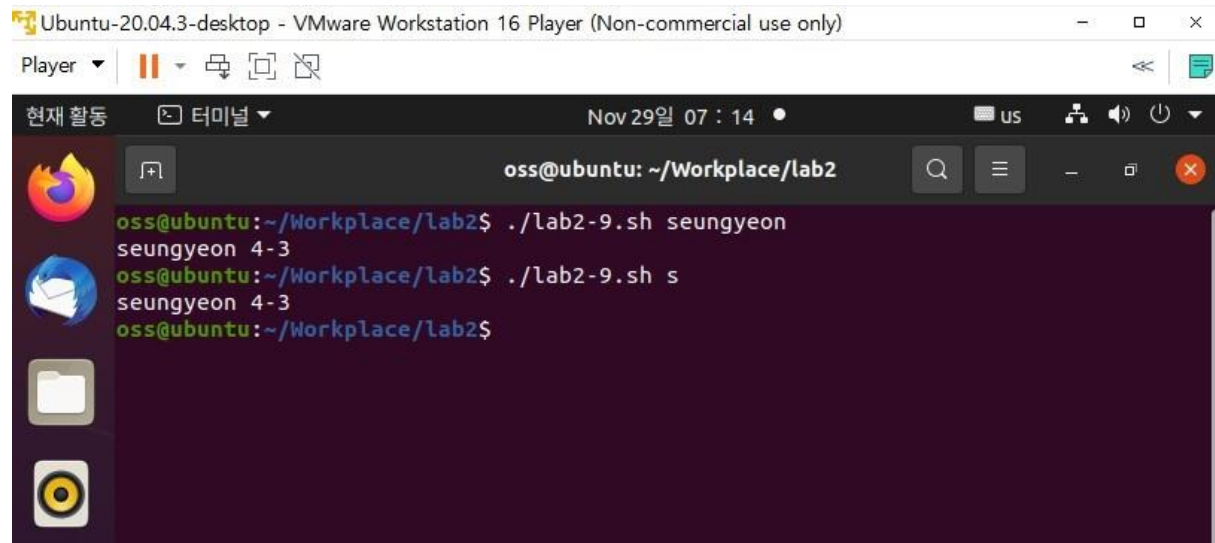 Ubuntu-20.04.3-desktop - VMware Workstation 16 Player (Non-commercial use only)
Player
현재 활동 터미널 Nov 29일 07 : 14 us
oss@ubuntu: ~/Workplace/lab2
oss@ubuntu:~/Workplace/lab2$ ./lab2-9.sh seungyeon
seungyeon 4-3
oss@ubuntu:~/Workplace/lab2$ ./lab2-9.sh s
seungyeon 4-3
oss@ubuntu:~/Workplace/lab2$